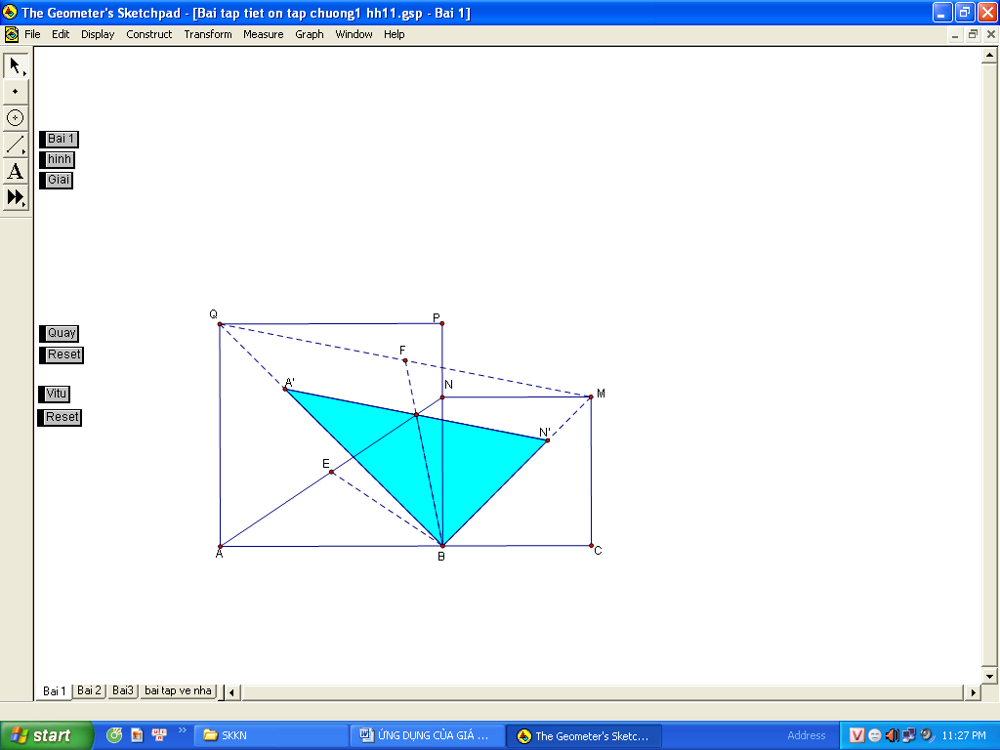 The Geometer's Sketchpad - [Bai tap tiet on tap chuong1 hh11.gsp - Bai 1]
File Edit Display Construct Transform Measure Graph Window Help
A
Bai 1
hinh
Giai
Quay
Reset
Vitu
Reset
Q
P
F
A'
N
M
N'
E
A
B
C
Bai 1 Bai 2 Bai3 bai tap ve nha
start SKKN ỨNG DỤNG CỦA GIÁ ... The Geometer's Sketc... Address V 11:27 PM